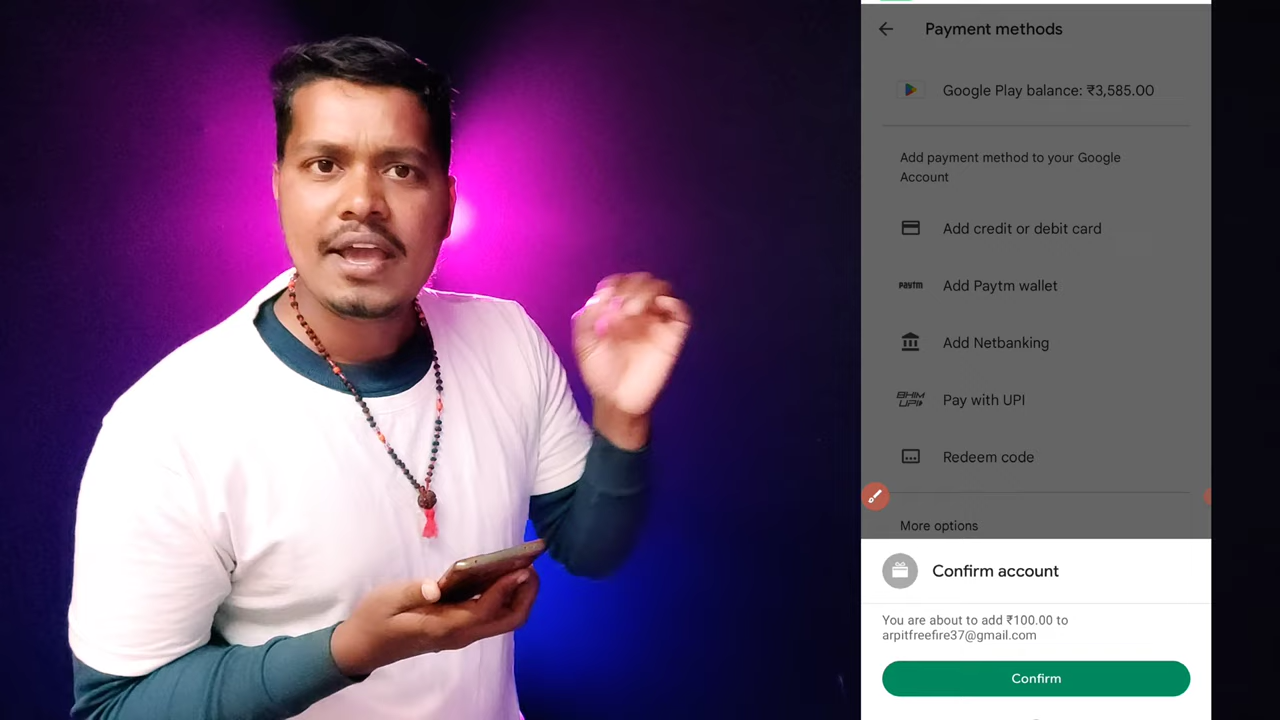 Payment methods
Google Play balance: ₹3,585.00
Add payment method to your Google
Account
Add credit or debit card
paytm
Add Paytm wallet
Add Netbanking
BHIM
UPI
Pay with UPI
Redeem code
More options
Confirm account
You are about to add ₹100.00 to
arpitfreefire37@gmail.com
Confirm